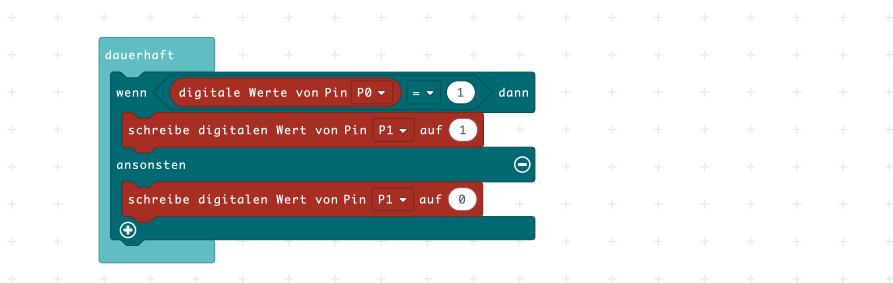 dauerhaft
wenn digitale Werte von Pin P0 = 1 dann
schreibe digitalen Wert von Pin P1 auf 1
ansonsten
schreibe digitalen Wert von Pin P1 auf 0